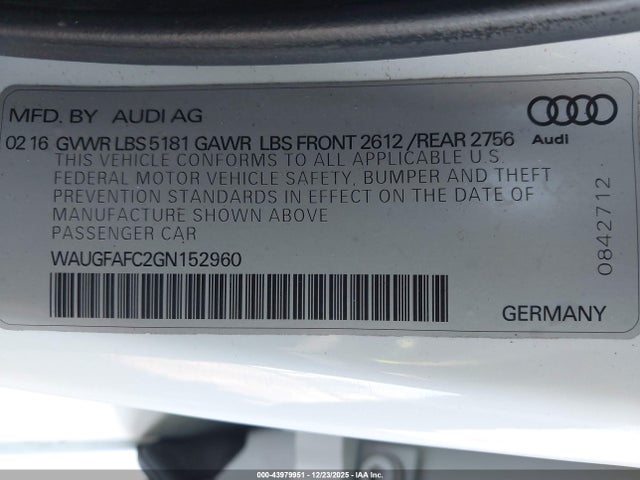 MFD. BY AUDI AG
02 16 GVWR LBS 5181 GAWR LBS FRONT 2612 /REAR 2756
Audi
THIS VEHICLE CONFORMS TO ALL APPLICABLE U.S.
FEDERAL MOTOR VEHICLE SAFETY, BUMPER AND THEFT
PREVENTION STANDARDS IN EFFECT ON THE DATE OF
MANUFACTURE SHOWN ABOVE
PASSENGER CAR
WAUGFAFC2GN152960
0842712
GERMANY
000-43979951 - 12/23/2025 - IAA Inc.